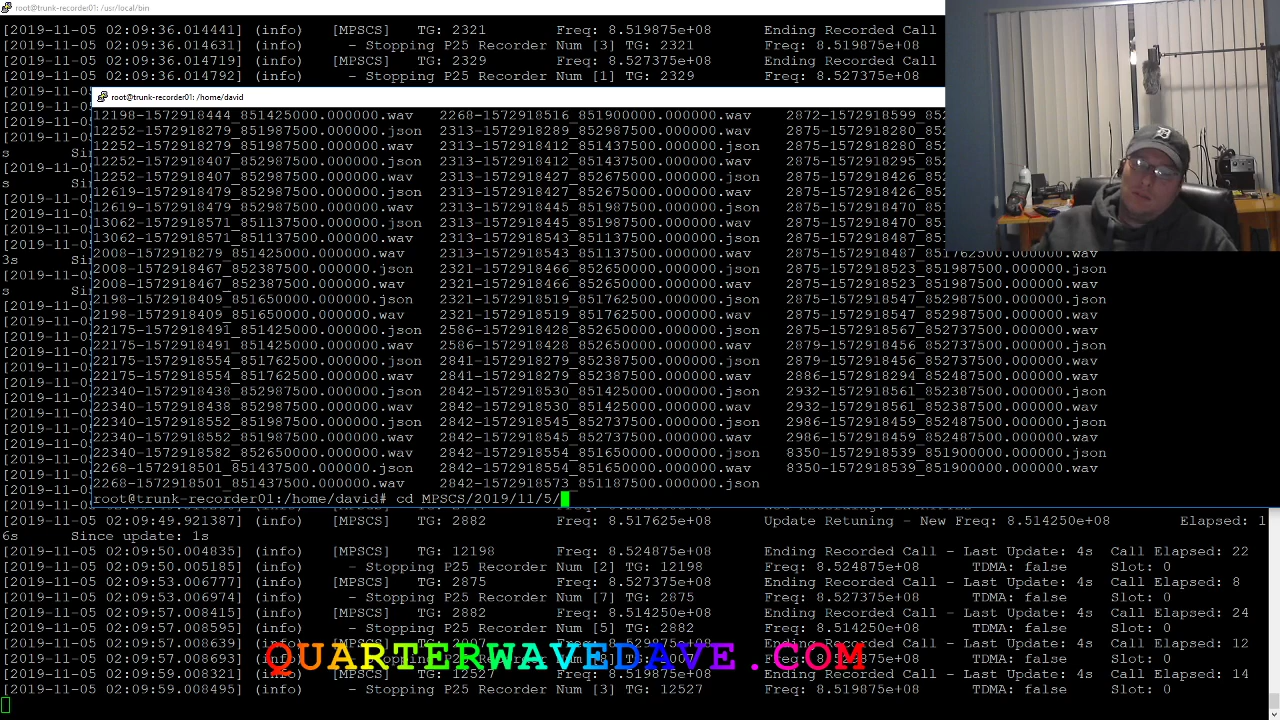 root@trunk-recorder01: /usr/local/bin
[2019-11-05 02:09:36.014441] (info) [MPSCS] TG: 2321 Freq: 8.519875e+08 Ending Recorded Call
[2019-11-05 02:09:36.014631] (info) - Stopping P25 Recorder Num [3] TG: 2321 Freq: 8.519875e+08
[2019-11-05 02:09:36.014719] (info) [MPSCS] TG: 2329 Freq: 8.527375e+08 Ending Recorded Call
[2019-11-05 02:09:36.014792] (info) - Stopping P25 Recorder Num [1] TG: 2329 Freq: 8.527375e+08
root@trunk-recorder01: /home/david
12198-1572918444_851425000.000000.wav 2268-1572918516_851900000.000000.wav 2872-1572918599_852
12252-1572918279_851987500.000000.json 2313-1572918289_852987500.000000.json 2875-1572918280_
12252-1572918279_851987500.000000.wav 2313-1572918412_851437500.000000.json 2875-1572918280_
12252-1572918407_852987500.000000.json 2313-1572918412_851437500.000000.wav 2875-1572918295_
12252-1572918407_852987500.000000.wav 2313-1572918427_852675000.000000.wav 2875-1572918426_
12619-1572918479_852987500.000000.json 2313-1572918427_852675000.000000.json 2875-1572918426_
12619-1572918479_852987500.000000.wav 2313-1572918445_851987500.000000.json 2875-1572918470_
13062-1572918571_851137500.000000.json 2313-1572918445_851987500.000000.wav 2875-1572918470_
13062-1572918571_851137500.000000.wav 2313-1572918543_851137500.000000.json 2875-1572918487_
2008-1572918279_851425000.000000.wav 2313-1572918543_851137500.000000.wav 2875-1572918487_851762500.000000.wav
2008-1572918467_852387500.000000.json 2321-1572918466_852650000.000000.json 2875-1572918523_851987500.000000.json
2008-1572918467_852387500.000000.wav 2321-1572918466_852650000.000000.wav 2875-1572918523_851987500.000000.wav
2198-1572918409_851650000.000000.json 2321-1572918519_851762500.000000.json 2875-1572918547_852987500.000000.json
2198-1572918409_851650000.000000.wav 2321-1572918519_851762500.000000.wav 2875-1572918547_852987500.000000.wav
22175-1572918491_851425000.000000.json 2586-1572918428_852650000.000000.json 2875-1572918567_852737500.000000.json
22175-1572918491_851425000.000000.wav 2586-1572918428_852650000.000000.wav 2879-1572918456_852737500.000000.json
22175-1572918554_851762500.000000.json 2841-1572918279_852387500.000000.json 2879-1572918456_852737500.000000.wav
22175-1572918554_851762500.000000.wav 2841-1572918279_852387500.000000.wav 2886-1572918294_852487500.000000.wav
22340-1572918438_852987500.000000.json 2842-1572918530_851425000.000000.json 2932-1572918561_852387500.000000.json
22340-1572918438_852987500.000000.wav 2842-1572918530_851425000.000000.wav 2932-1572918561_852387500.000000.wav
22340-1572918552_851987500.000000.json 2842-1572918545_852737500.000000.json 2986-1572918459_852487500.000000.json
22340-1572918552_851987500.000000.wav 2842-1572918545_852737500.000000.wav 2986-1572918459_852487500.000000.wav
22340-1572918582_852650000.000000.wav 2842-1572918554_851650000.000000.json 8350-1572918539_851900000.000000.json
2268-1572918501_851437500.000000.json 2842-1572918554_851650000.000000.wav 8350-1572918539_851900000.000000.wav
2268-1572918501_851437500.000000.wav 2842-1572918573_851187500.000000.json
root@trunk-recorder01:/home/david# cd MPSCS/2019/11/5/
[2019-11-05 02:09:49.921387] (info) [MPSCS] TG: 2882 Freq: 8.517625e+08 Update Retuning - New Freq: 8.514250e+08 Elapsed: 1
6s Since update: 1s
[2019-11-05 02:09:50.004835] (info) [MPSCS] TG: 12198 Freq: 8.524875e+08 Ending Recorded Call - Last Update: 4s Call Elapsed: 22
[2019-11-05 02:09:50.005185] (info) - Stopping P25 Recorder Num [2] TG: 12198 Freq: 8.524875e+08 TDMA: false Slot: 0
[2019-11-05 02:09:53.006777] (info) [MPSCS] TG: 2875 Freq: 8.527375e+08 Ending Recorded Call - Last Update: 4s Call Elapsed: 8
[2019-11-05 02:09:53.006974] (info) - Stopping P25 Recorder Num [7] TG: 2875 Freq: 8.527375e+08 TDMA: false Slot: 0
[2019-11-05 02:09:57.008415] (info) [MPSCS] TG: 2882 Freq: 8.514250e+08 Ending Recorded Call - Last Update: 4s Call Elapsed: 24
[2019-11-05 02:09:57.008595] (info) - Stopping P25 Recorder Num [5] TG: 2882 Freq: 8.514250e+08 TDMA: false Slot: 0
[2019-11-05 02:09:57.008639] Ending Recorded Call - Last Update: 4s Call Elapsed: 12
[2019-11-05 02:09:57.008693] TDMA: false Slot: 0
QUARTERWAVEDAVE.COM
[2019-11-05 02:09:59.008321] (info) [MPSCS] TG: 12527 Freq: 8.519875e+08 Ending Recorded Call - Last Update: 4s Call Elapsed: 14
[2019-11-05 02:09:59.008495] (info) - Stopping P25 Recorder Num [3] TG: 12527 Freq: 8.519875e+08 TDMA: false Slot: 0